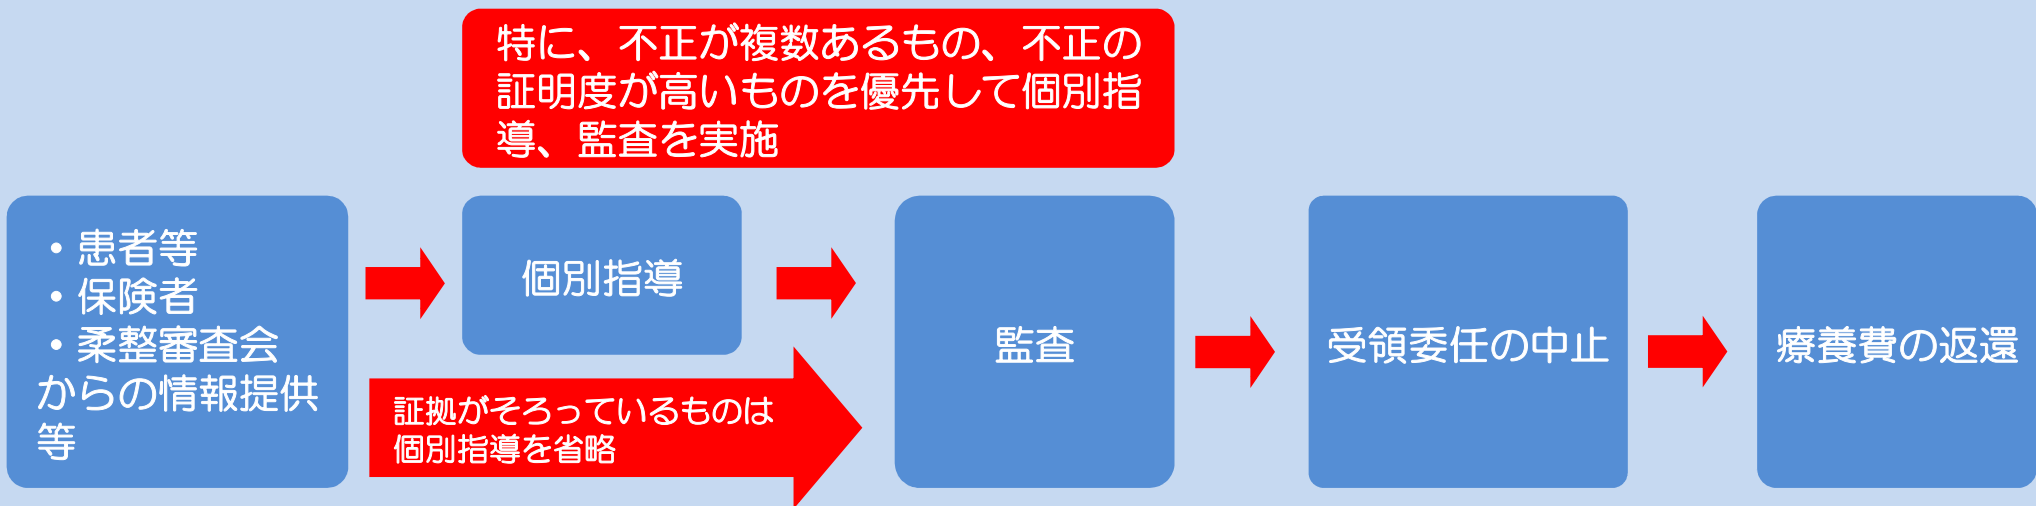 特に、不正が複数あるもの、不正の
証明度が高いものを優先して個別指
導、監査を実施
・患者等
・保険者
・柔整審査会
からの情報提供
等
個別指導
証拠がそろっているものは
個別指導を省略
監査
受領委任の中止
療養費の返還